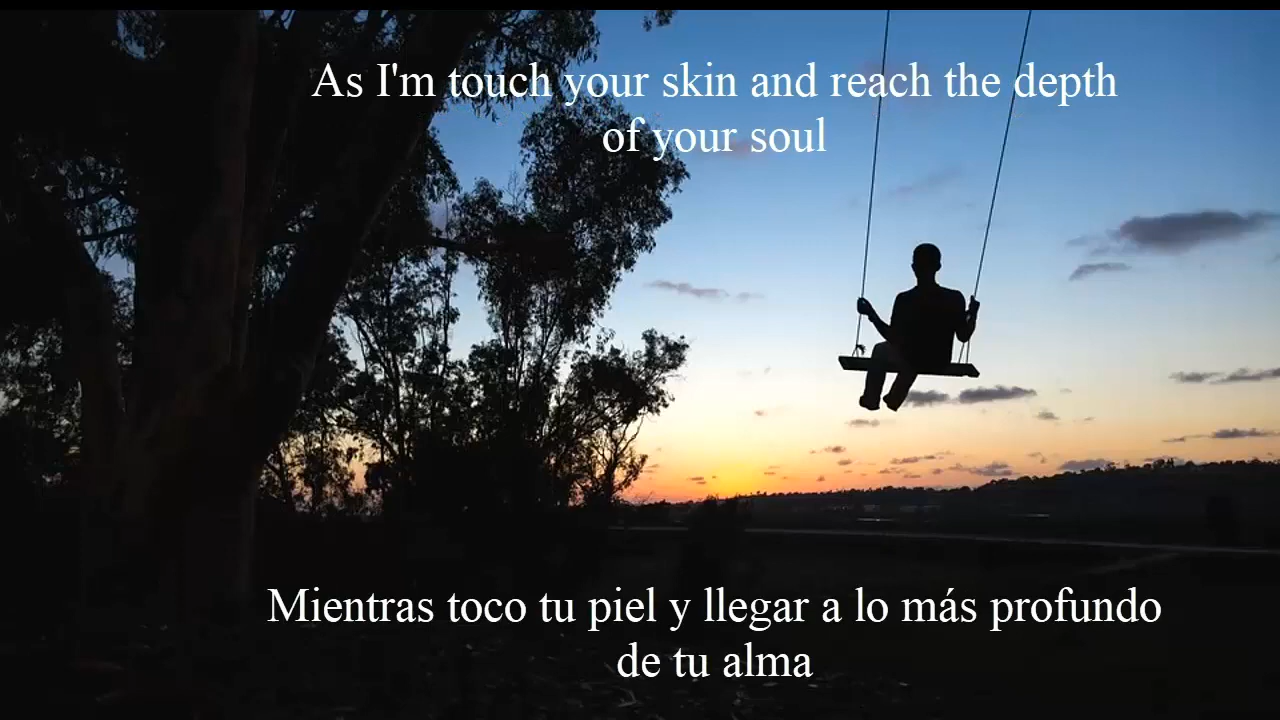 As I'm touch your skin and reach the depth
of your soul
Mientras toco tu piel y llegar a lo más profundo
de tu alma